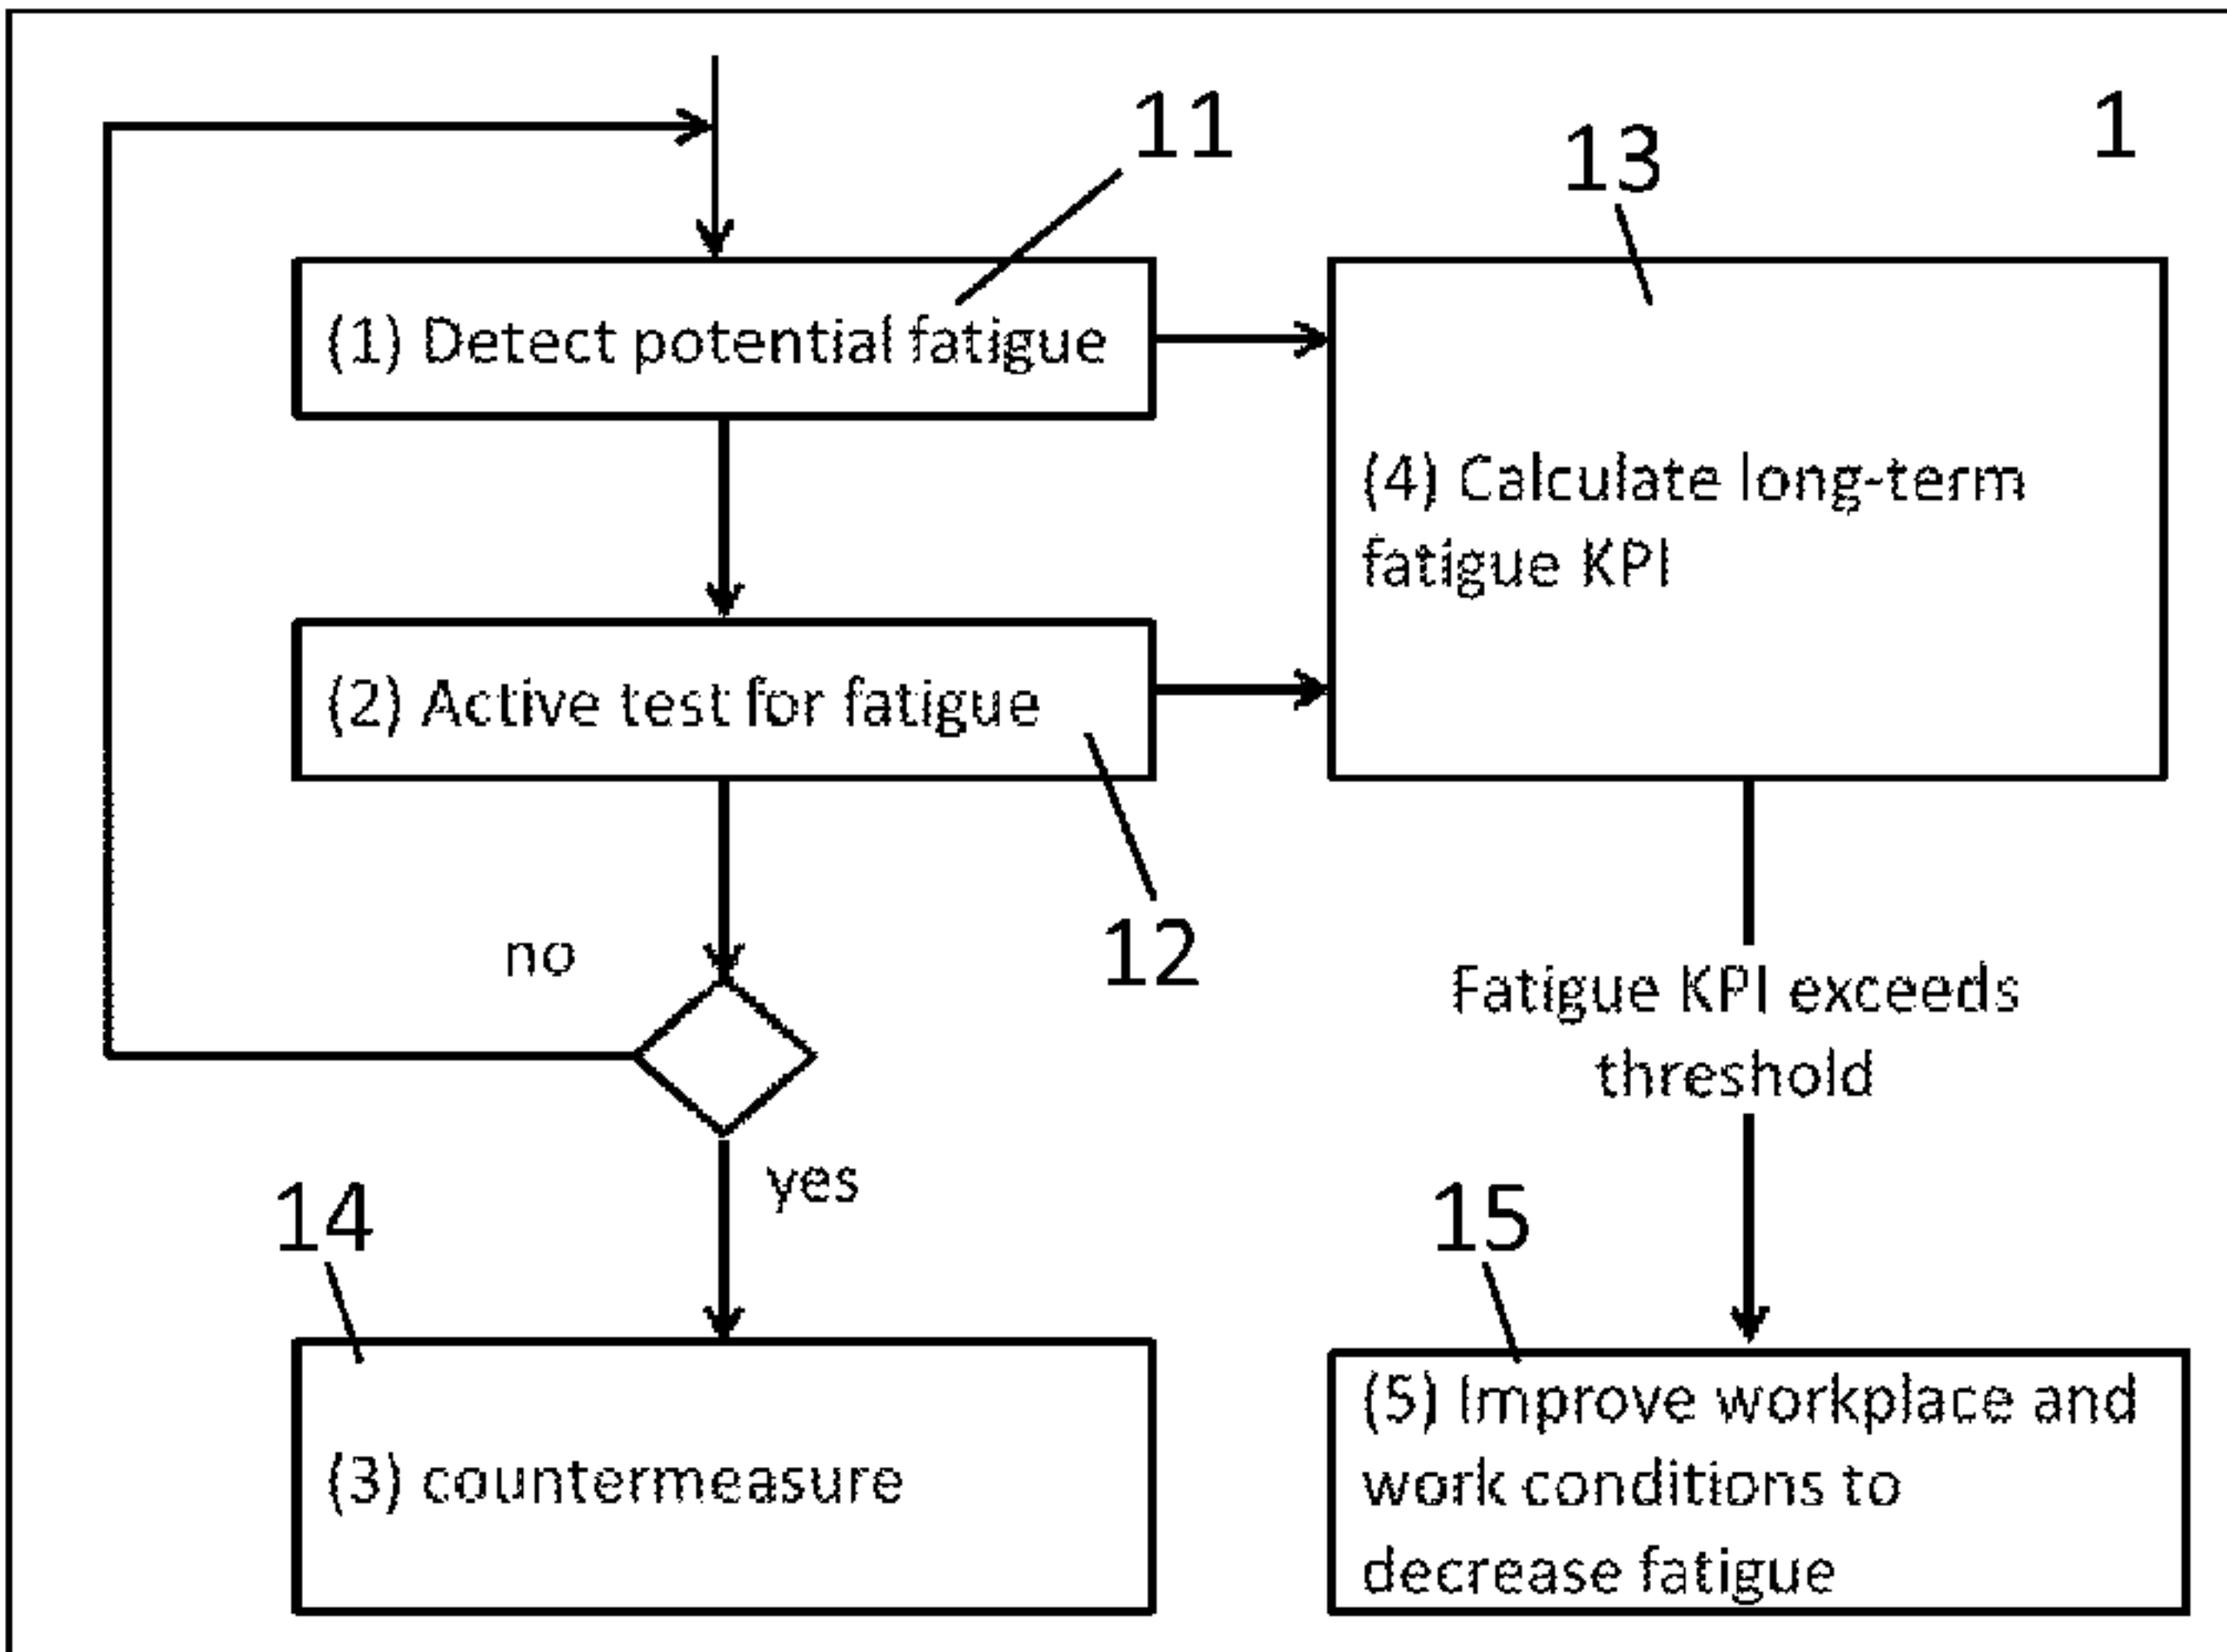 11
13
1
(1) Detect potential fatigue
(4) Calculate long-term
fatigue KPI
(2) Active test for fatigue
12
no
Fatigue KPI exceeds
threshold
yes
14
15
(3) countermeasure
(5) Improve workplace and
work conditions to
decrease fatigue